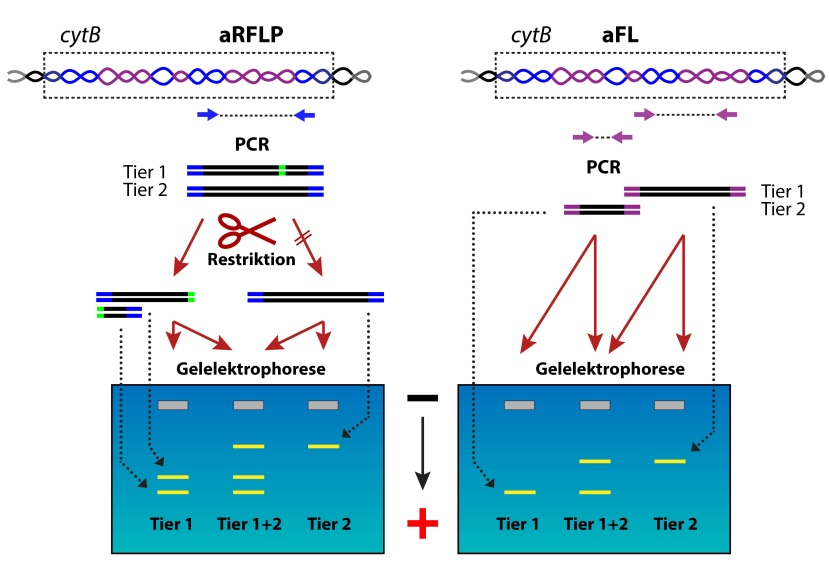 cytB aRFLP
PCR
Tier 1
Tier 2
Restriktion
Gelelektrophorese
Tier 1 Tier 1+2 Tier 2
− +
cytB aFL
PCR
Tier 1
Tier 2
Gelelektrophorese
Tier 1 Tier 1+2 Tier 2